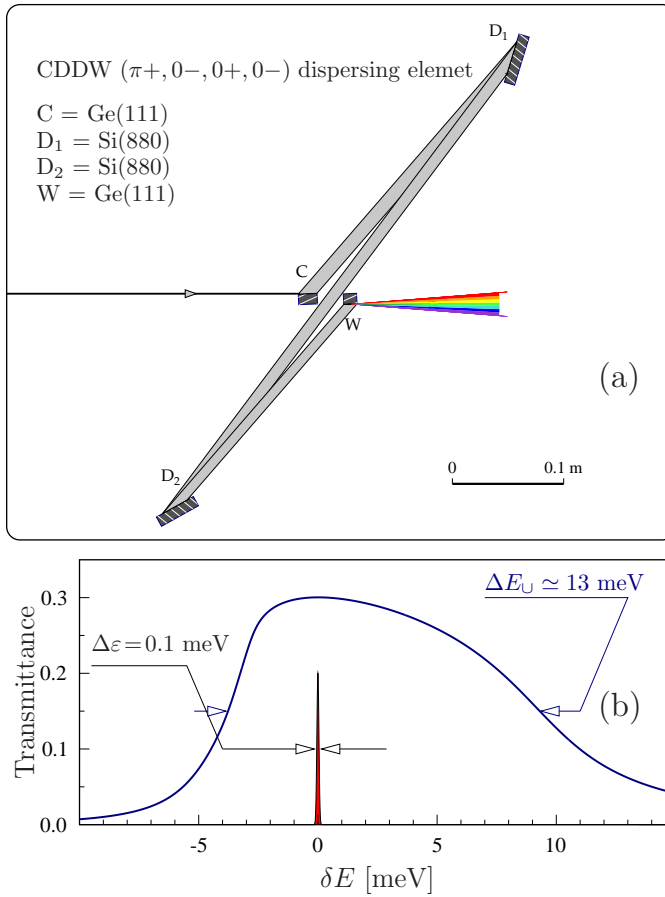 D₁
CDDW (π+, 0−, 0+, 0−) dispersing elemet
C = Ge(111)
D₁ = Si(880)
D₂ = Si(880)
W = Ge(111)
C
W
(a)
D₂
0 0.1 m
ΔE∪ ≃ 13 meV
Δε=0.1 meV
(b)
Transmittance
0.3
0.2
0.1
0.0
-5 0 5 10
δE [meV]